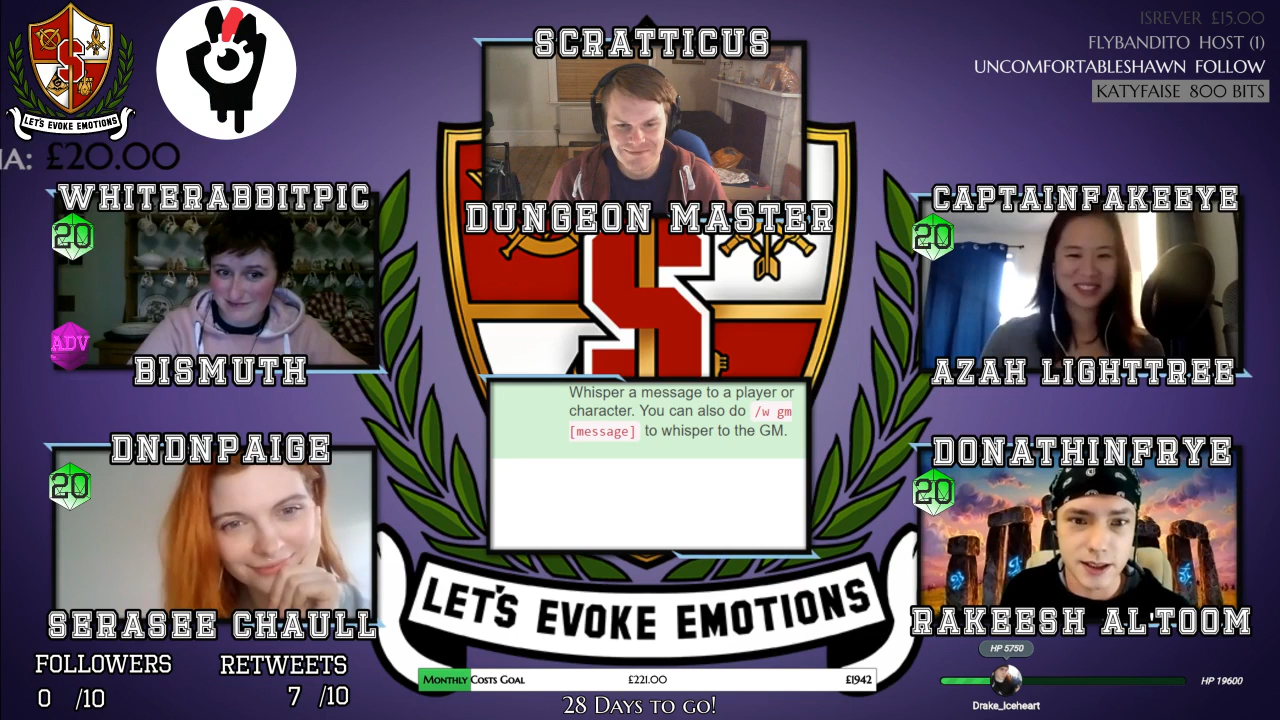 ISREVER £15.00
FLYBANDITO HOST (1)
UNCOMFORTABLESHAWN FOLLOW
KATYFAISE 800 BITS
S
LET'S EVOKE EMOTIONS
A: £20.00
SCRATTICUS
DUNGEON MASTER
WHITERABBITPIC
20
ADV
BISMUTH
CAPTAINFAKEEYE
20
AZAH LIGHTTREE
S
Whisper a message to a player or
character. You can also do /w gm
[message] to whisper to the GM.
DNDNPAIGE
20
SERASEE CHAULL
DONATHINFRYE
20
RAKEESH ALTOOM
LET'S EVOKE EMOTIONS
FOLLOWERS
0 /10
RETWEETS
7 /10
MONTHLY COSTS GOAL £221.00 £1942
28 DAYS TO GO!
HP 5750
HP 19600
Drake_Iceheart